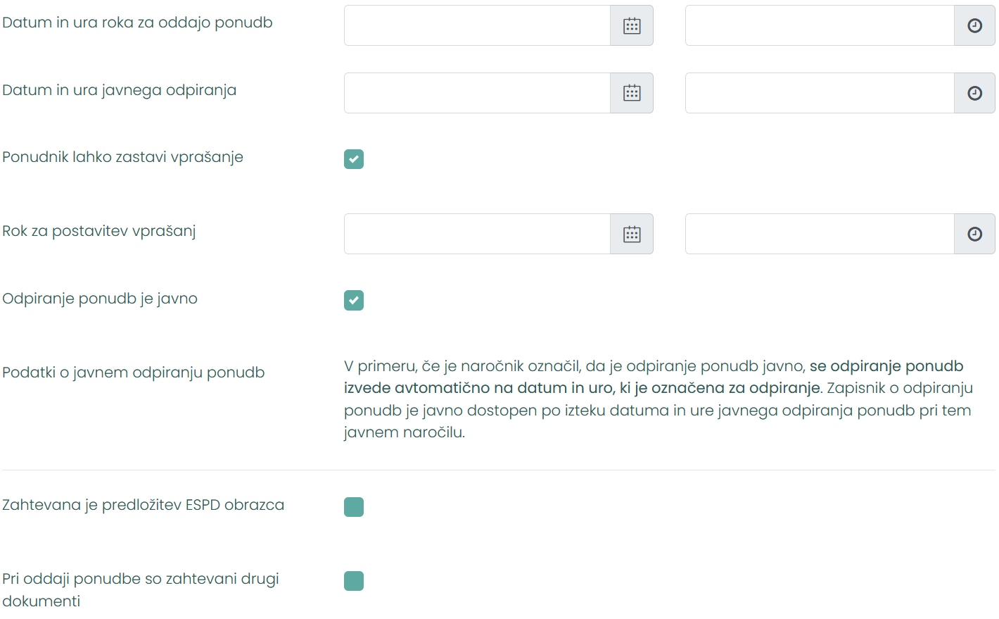 Datum in ura roka za oddajo ponudb
Datum in ura javnega odpiranja
Ponudnik lahko zastavi vprašanje
Rok za postavitev vprašanj
Odpiranje ponudb je javno
Podatki o javnem odpiranju ponudb
V primeru, če je naročnik označil, da je odpiranje ponudb javno, se odpiranje ponudb
izvede avtomatično na datum in uro, ki je označena za odpiranje. Zapisnik o odpiranju
ponudb je javno dostopen po izteku datuma in ure javnega odpiranja ponudb pri tem
javnem naročilu.
Zahtevana je predložitev ESPD obrazca
Pri oddaji ponudbe so zahtevani drugi
dokumenti